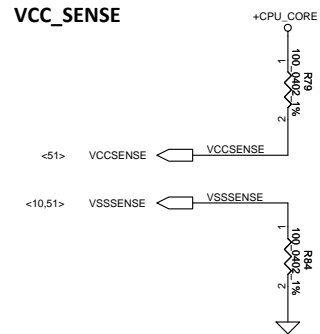 VCC_SENSE
+CPU_CORE
1
R79
100_0402_1%
2
<51> VCCSENSE VCCSENSE
<10,51> VSSSENSE VSSSENSE
1
R84
100_0402_1%
2